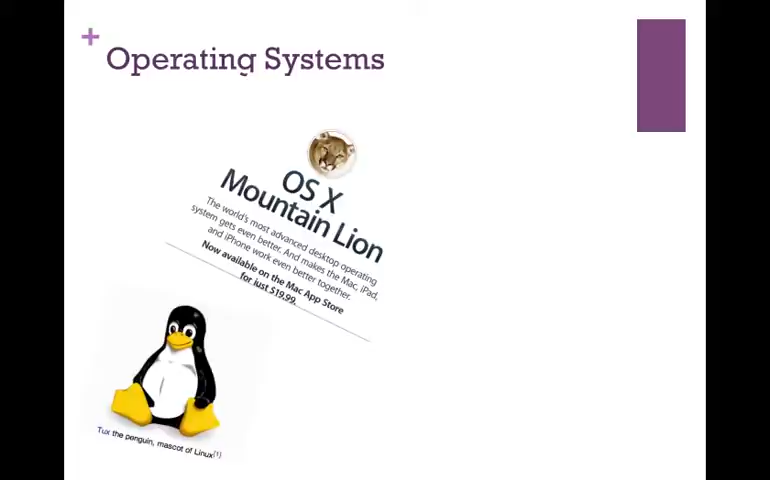 +
Operating Systems
OS X
Mountain Lion
The world's most advanced desktop operating
system gets even better. And makes the Mac, iPad,
and iPhone work even better together.
Now available on the Mac App Store
for just $19.99.
Tux the penguin, mascot of Linux[1]